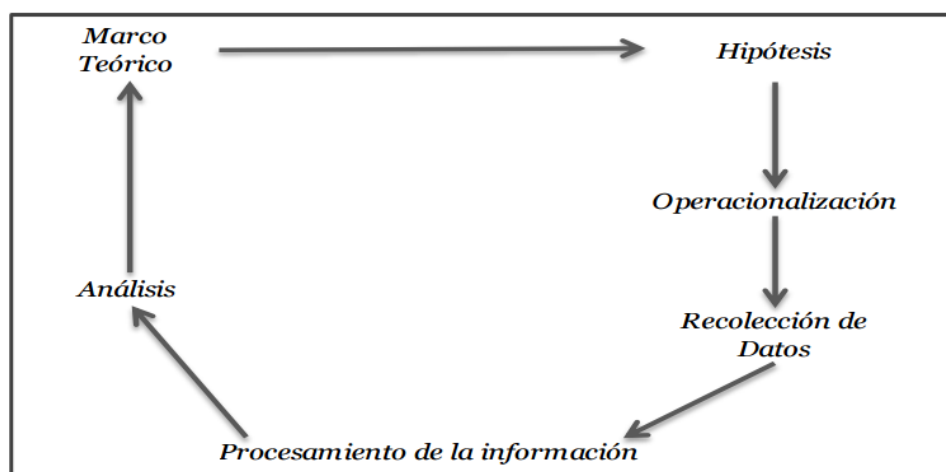 Marco
Teórico
Hipótesis
Operacionalización
Recolección de
Datos
Procesamiento de la información
Análisis